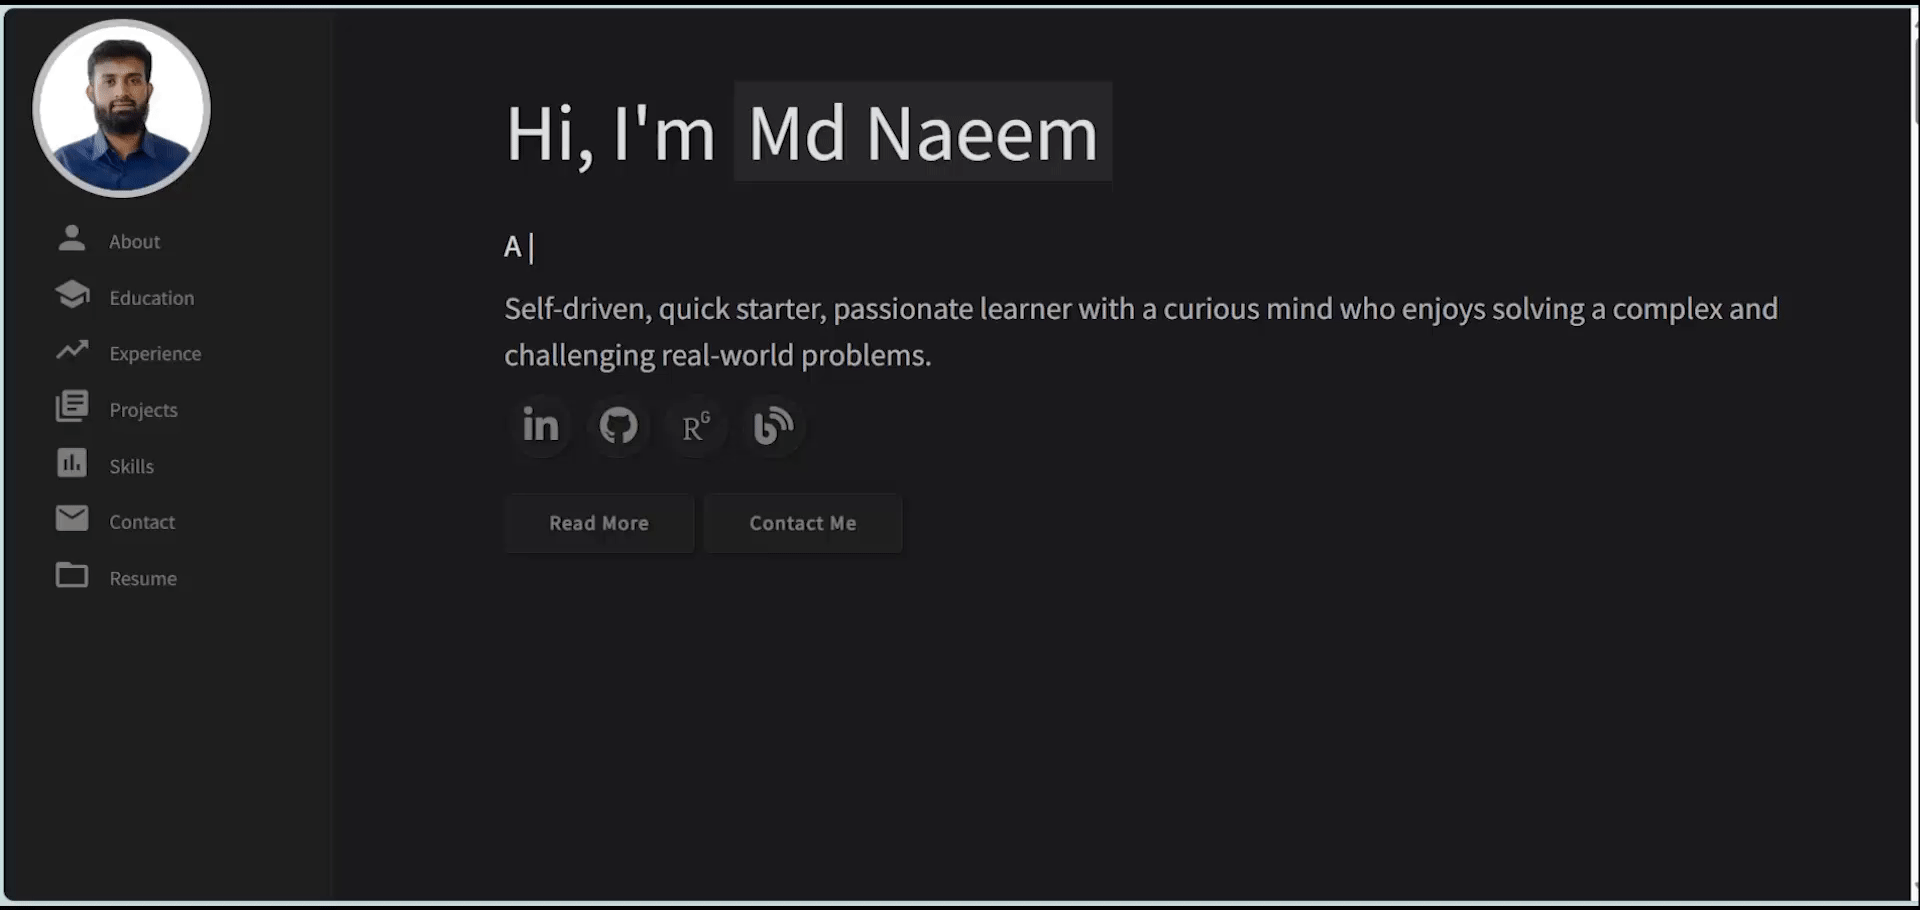 About
Education
Experience
Projects
Skills
Contact
Resume
Hi, I'm Md Naeem
A |
Self-driven, quick starter, passionate learner with a curious mind who enjoys solving a complex and
challenging real-world problems.
in
R G
b
Read More
Contact Me